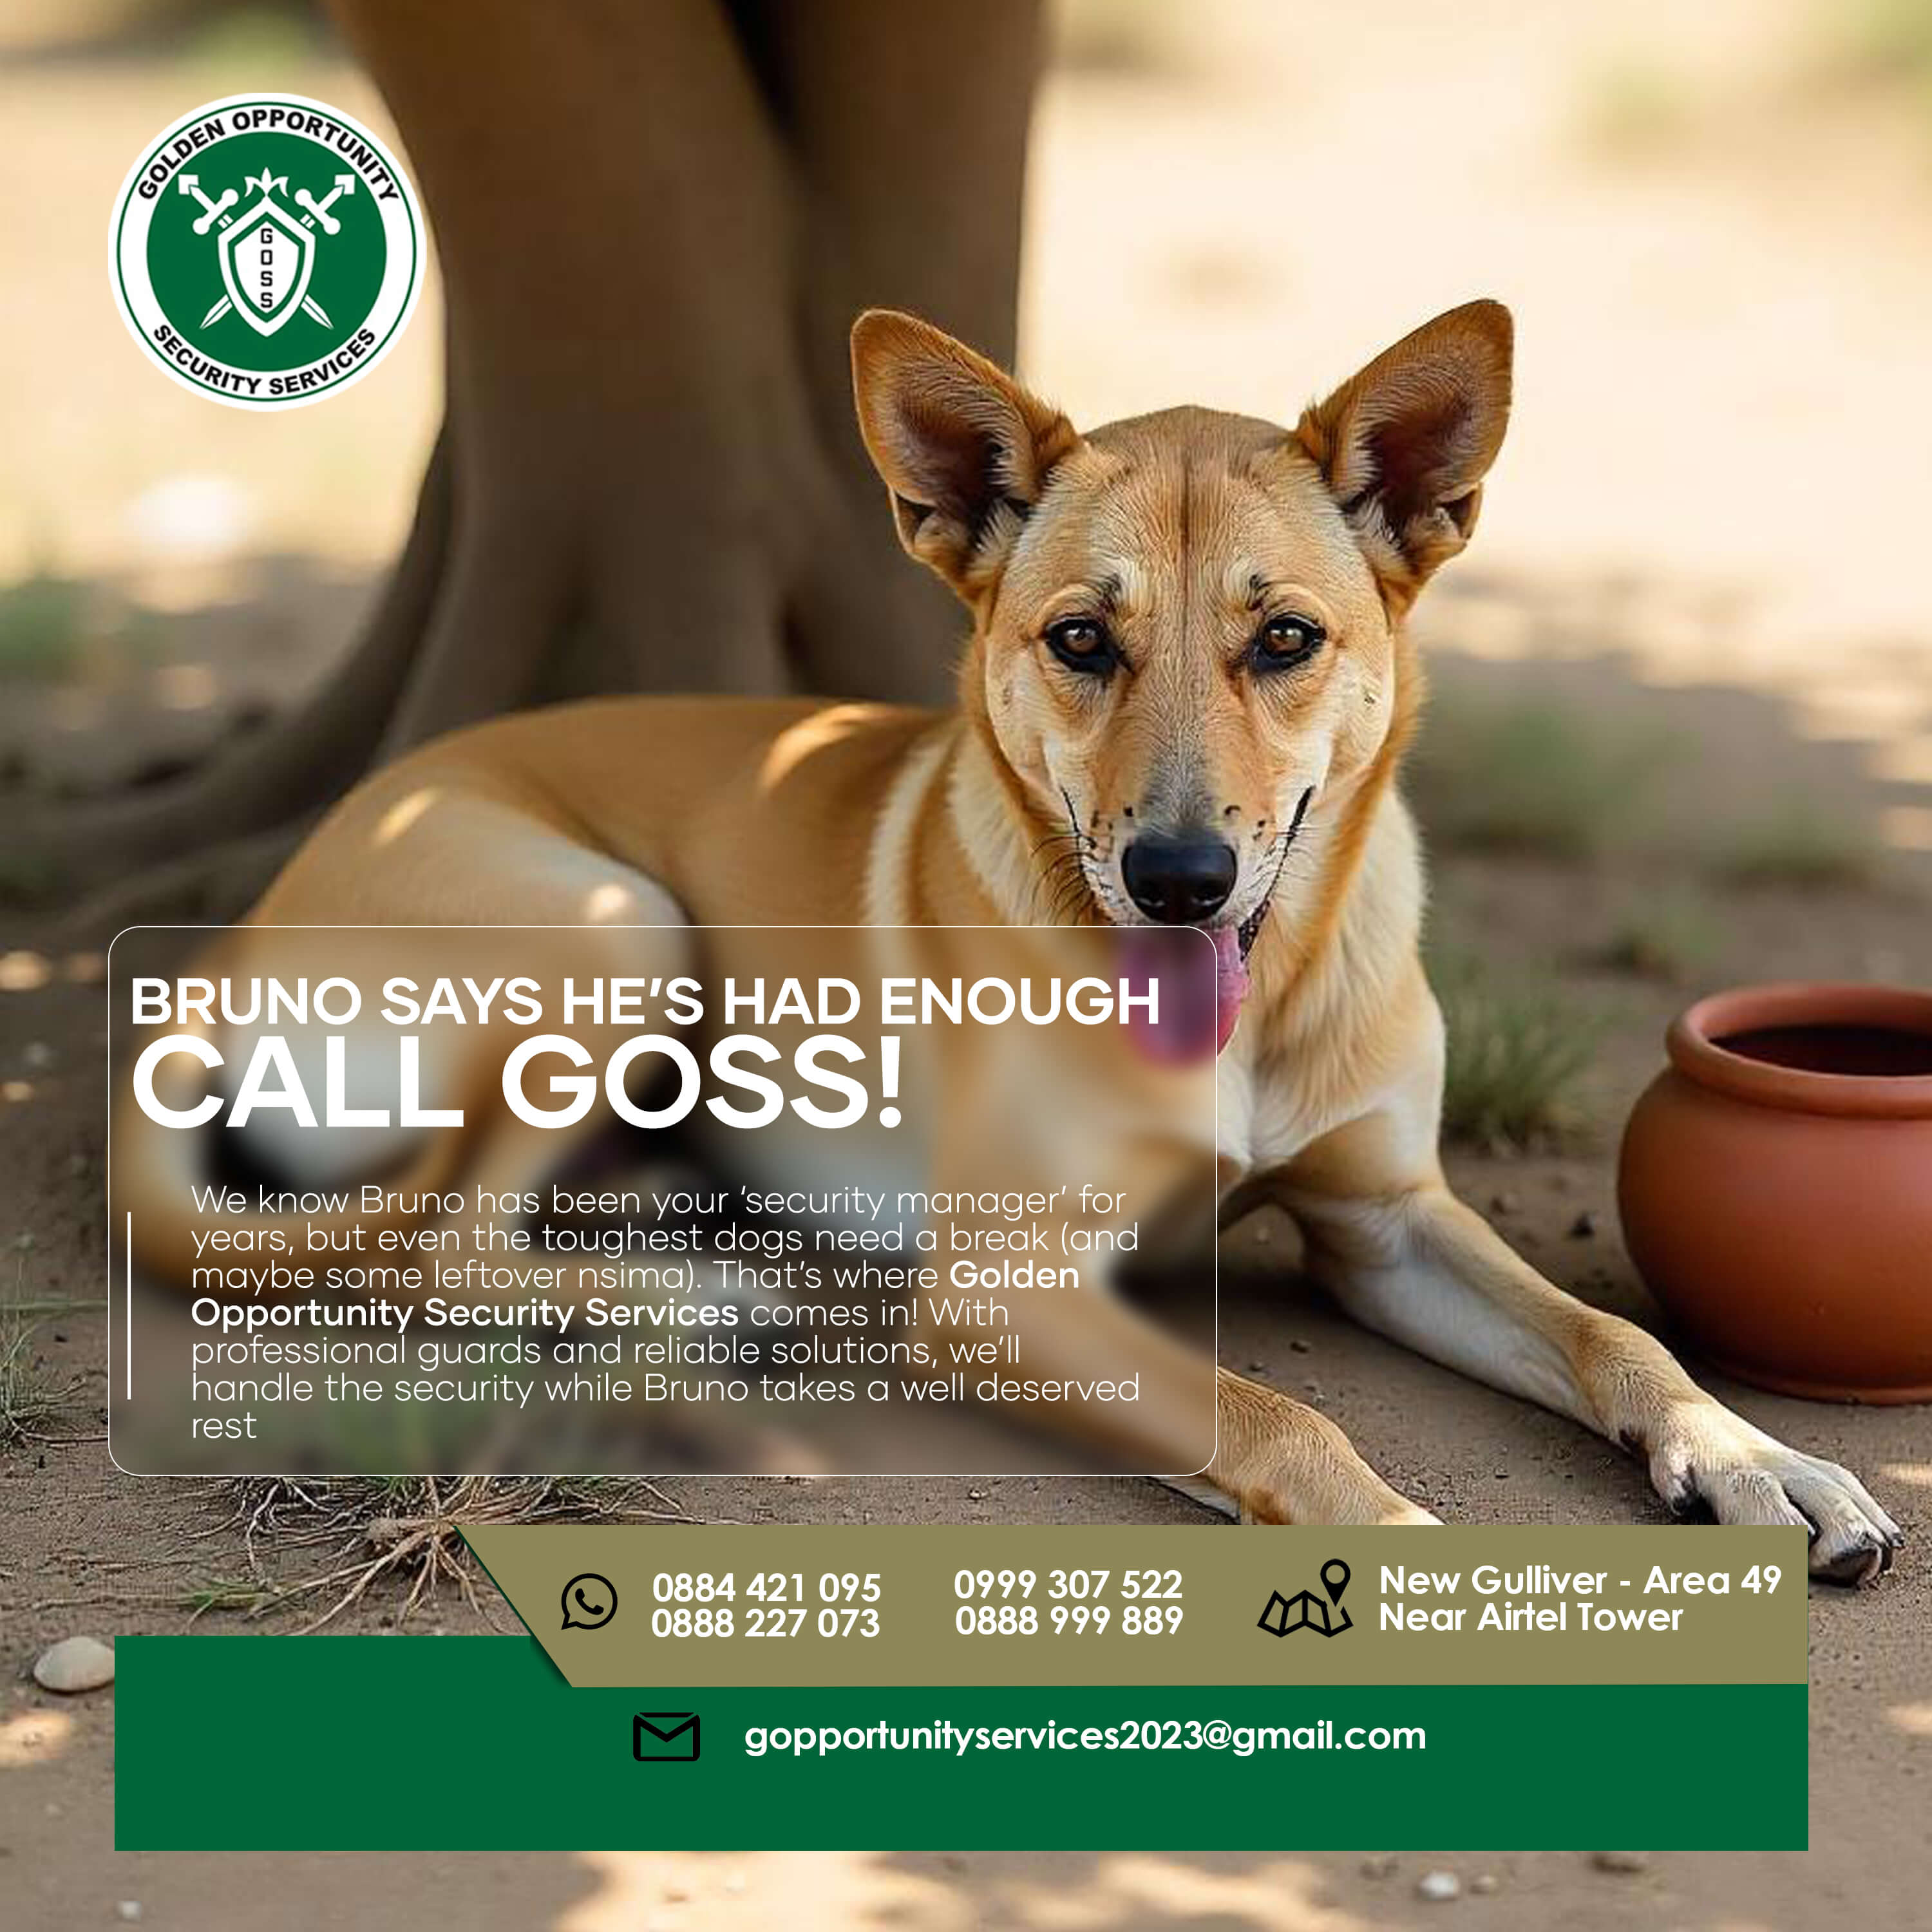 GOLDEN OPPORTUNITY
GOSS
SECURITY SERVICES
BRUNO SAYS HE'S HAD ENOUGH
CALL GOSS!
We know Bruno has been your 'security manager' for
years, but even the toughest dogs need a break (and
maybe some leftover nsima). That's where Golden
Opportunity Security Services comes in! With
professional guards and reliable solutions, we'll
handle the security while Bruno takes a well deserved
rest
0884 421 095
0888 227 073
0999 307 522
0888 999 889
New Gulliver - Area 49
Near Airtel Tower
gopportunityservices2023@gmail.com